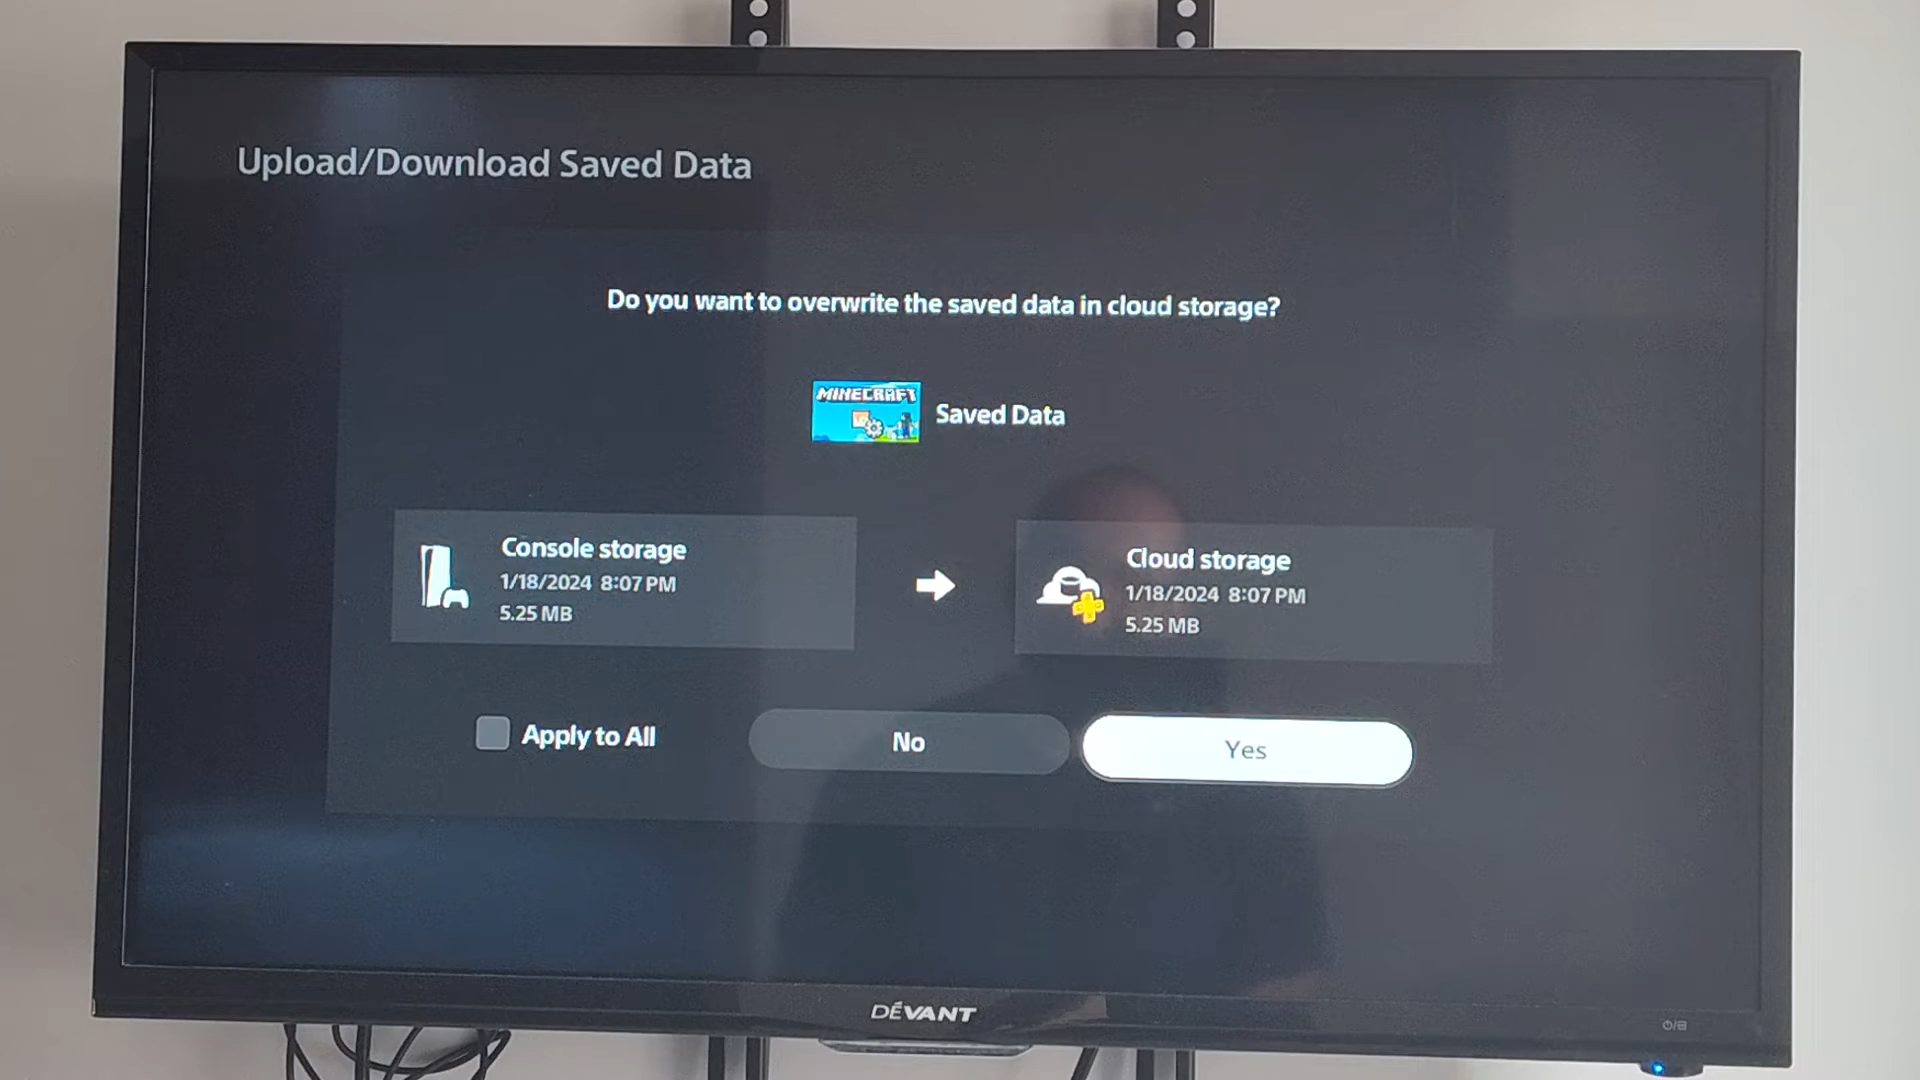 Upload/Download Saved Data
Do you want to overwrite the saved data in cloud storage?
MINECRAFT
Saved Data
Console storage
1/18/2024 8:07 PM
5.25 MB
Cloud storage
1/18/2024 8:07 PM
5.25 MB
Apply to All
No
Yes
DÉVANT